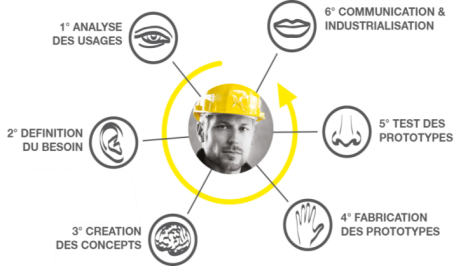 1° ANALYSE
DES USAGES
2° DEFINITION
DU BESOIN
3° CREATION
DES CONCEPTS
4° FABRICATION
DES PROTOTYPES
5° TEST DES
PROTOTYPES
6° COMMUNICATION &
INDUSTRIALISATION